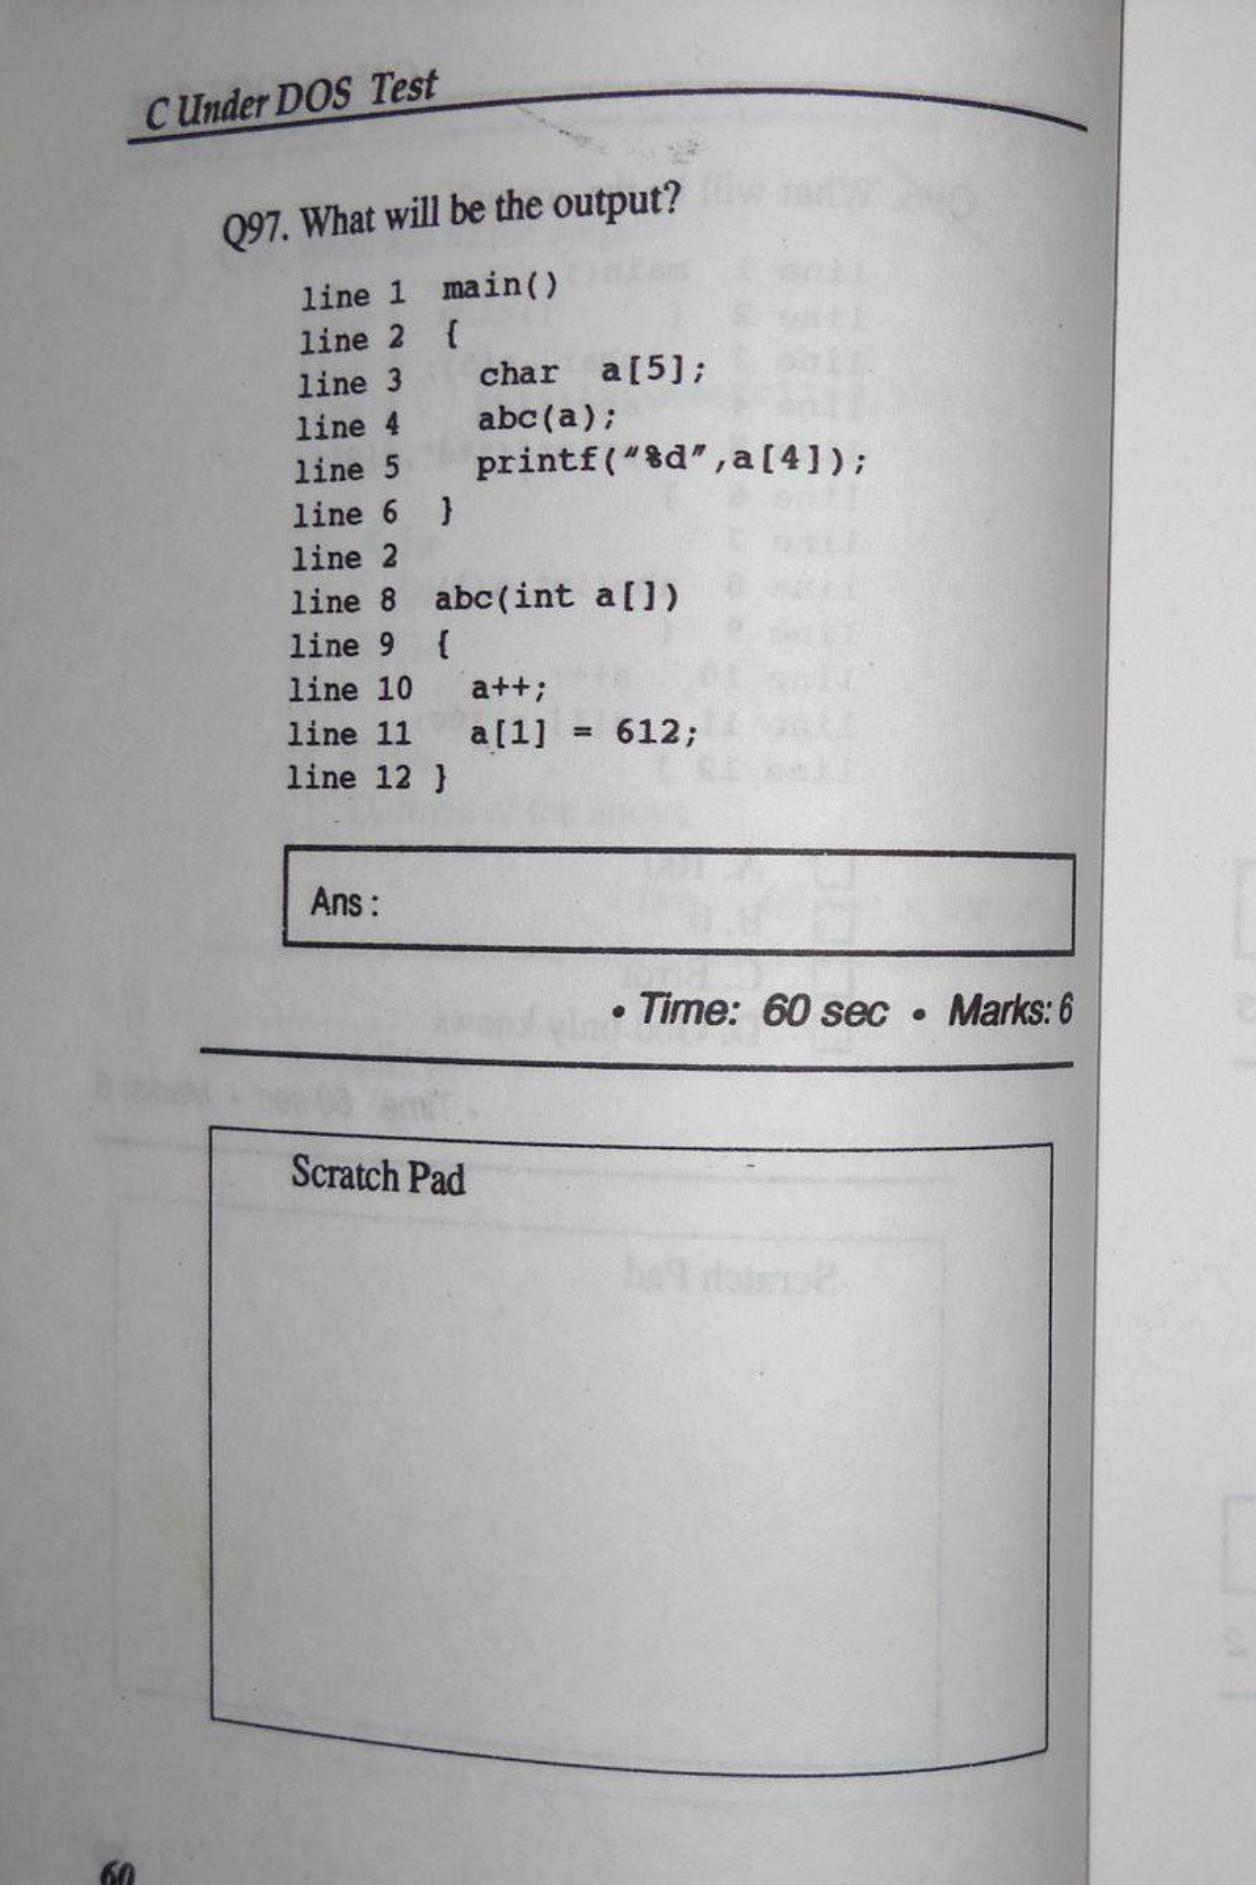 C Under DOS Test
Q97. What will be the output?
line 1 main()
line 2 {
line 3 char a[5];
line 4 abc(a);
line 5 printf("%d",a[4]);
line 6 }
line 2
line 8 abc(int a[])
line 9 {
line 10 a++;
line 11 a[1] = 612;
line 12 }
Ans :
• Time: 60 sec • Marks: 6
Scratch Pad
60